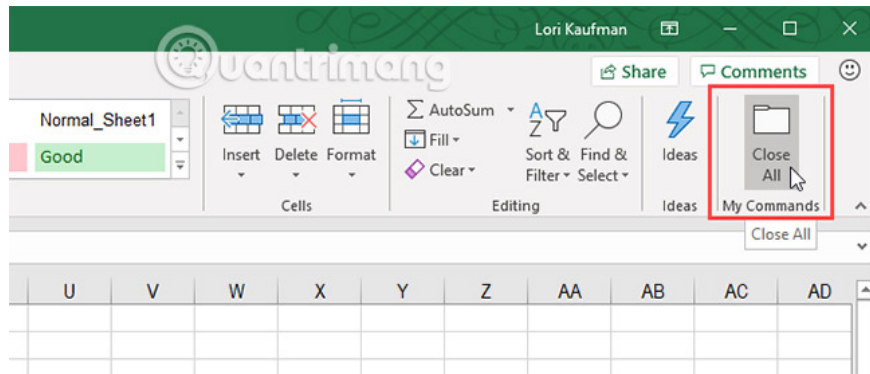 Lori Kaufman
Quantrimang
Share Comments
Normal_Sheet1
Good
Insert Delete Format
Cells
AutoSum
Fill
Clear
Sort & Filter
Find & Select
Editing
Ideas
Ideas
Close All
My Commands
Close All
U V W X Y Z AA AB AC AD